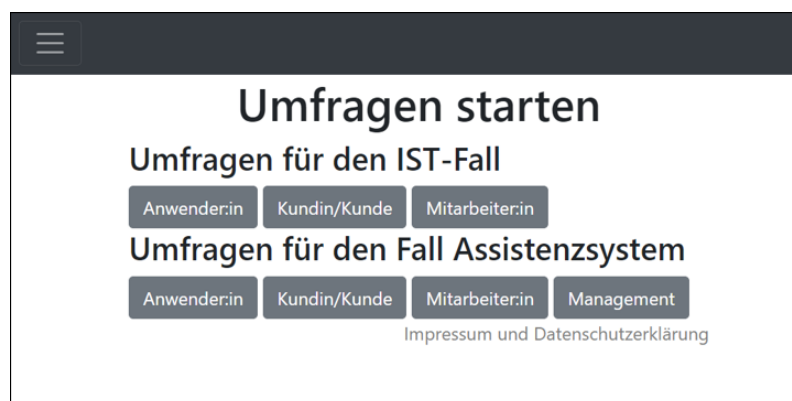 Umfragen starten
Umfragen für den IST-Fall
Anwender:in Kundin/Kunde Mitarbeiter:in
Umfragen für den Fall Assistenzsystem
Anwender:in Kundin/Kunde Mitarbeiter:in Management
Impressum und Datenschutzerklärung